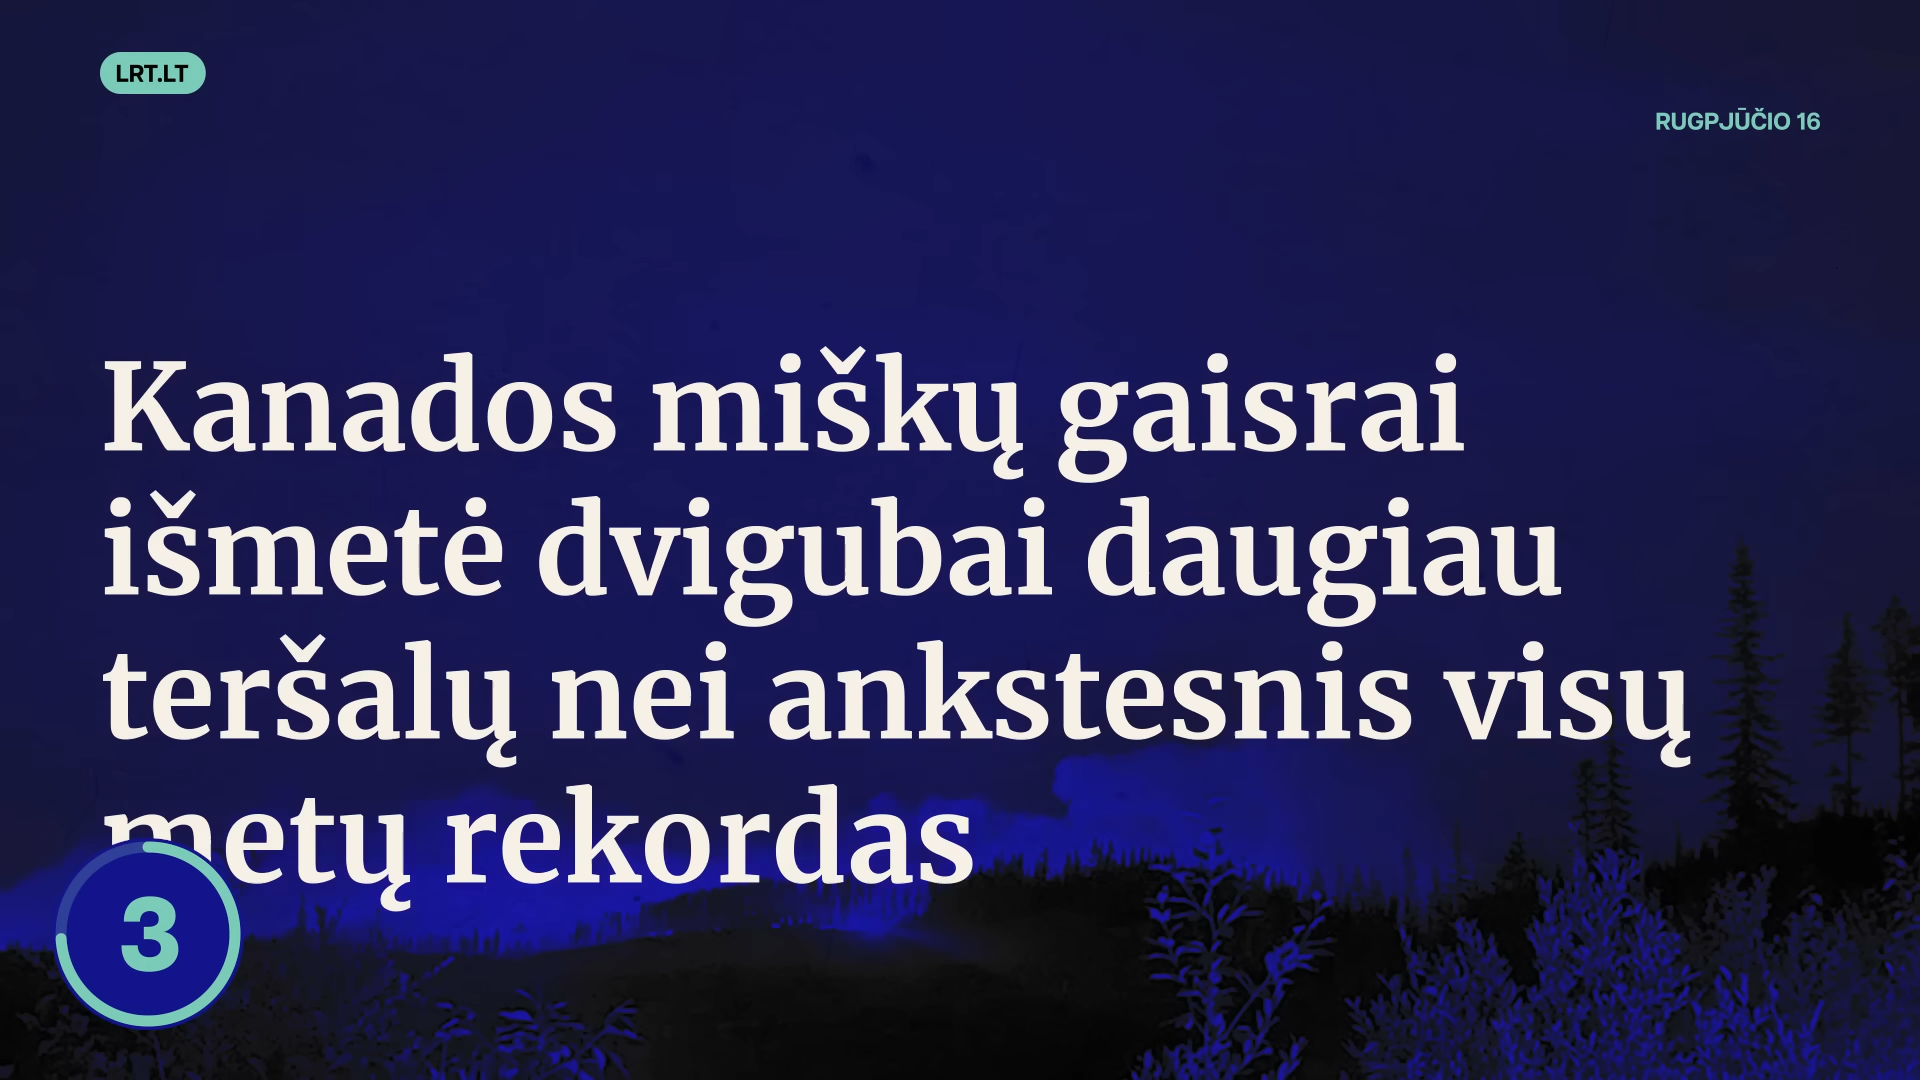 LRT.LT
RUGPJŪČIO 16
Kanados miškų gaisrai
išmetė dvigubai daugiau
teršalų nei ankstesnis visų
metų rekordas
3